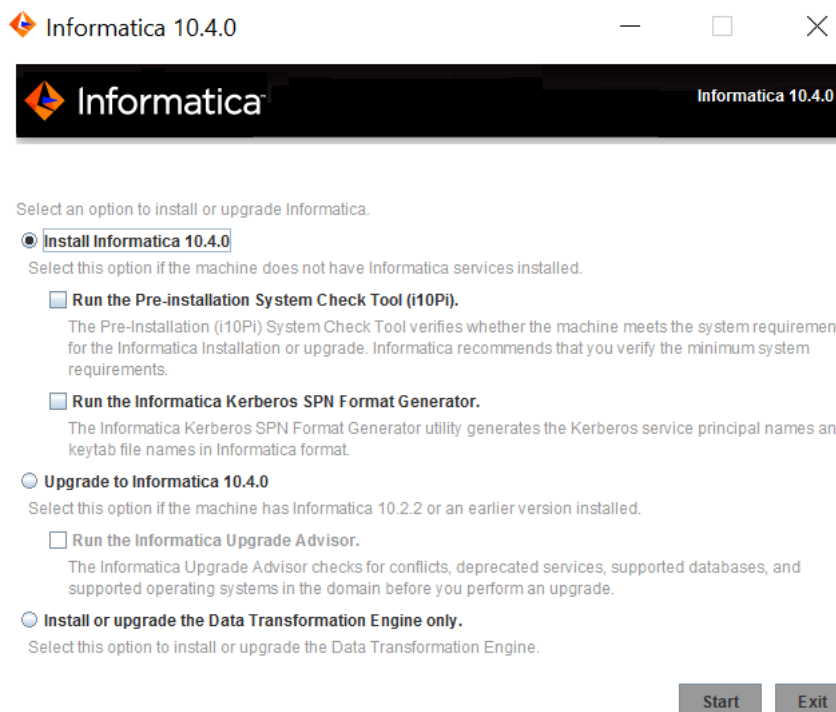 Informatica 10.4.0
Informatica
Informatica 10.4.0
Select an option to install or upgrade Informatica.
Install Informatica 10.4.0
Select this option if the machine does not have Informatica services installed.
Run the Pre-installation System Check Tool (i10Pi).
The Pre-Installation (i10Pi) System Check Tool verifies whether the machine meets the system requiremen
for the Informatica Installation or upgrade. Informatica recommends that you verify the minimum system
requirements.
Run the Informatica Kerberos SPN Format Generator.
The Informatica Kerberos SPN Format Generator utility generates the Kerberos service principal names an
keytab file names in Informatica format.
Upgrade to Informatica 10.4.0
Select this option if the machine has Informatica 10.2.2 or an earlier version installed.
Run the Informatica Upgrade Advisor.
The Informatica Upgrade Advisor checks for conflicts, deprecated services, supported databases, and
supported operating systems in the domain before you perform an upgrade.
Install or upgrade the Data Transformation Engine only.
Select this option to install or upgrade the Data Transformation Engine.
Start Exit